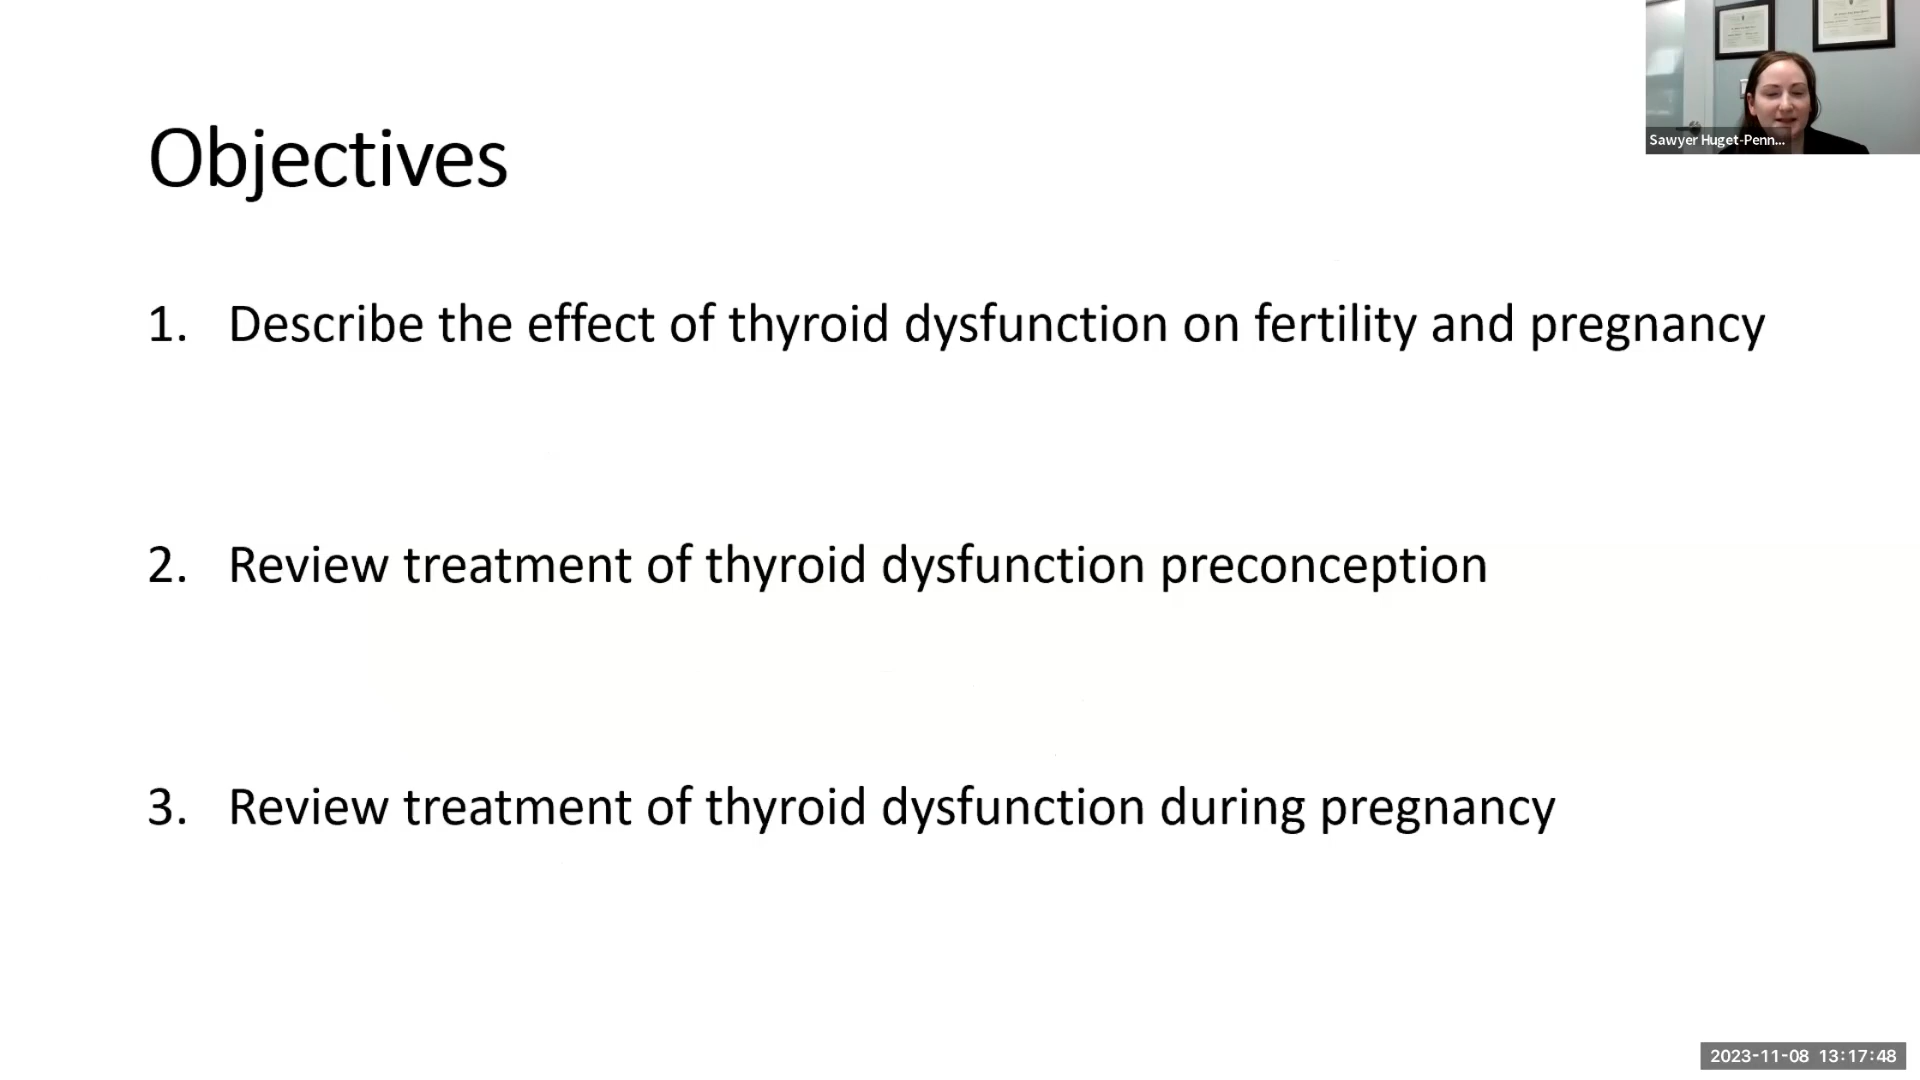 Objectives
1. Describe the effect of thyroid dysfunction on fertility and pregnancy
2. Review treatment of thyroid dysfunction preconception
3. Review treatment of thyroid dysfunction during pregnancy
Sawyer Huget-Penn...
2023-11-08 13:17:48